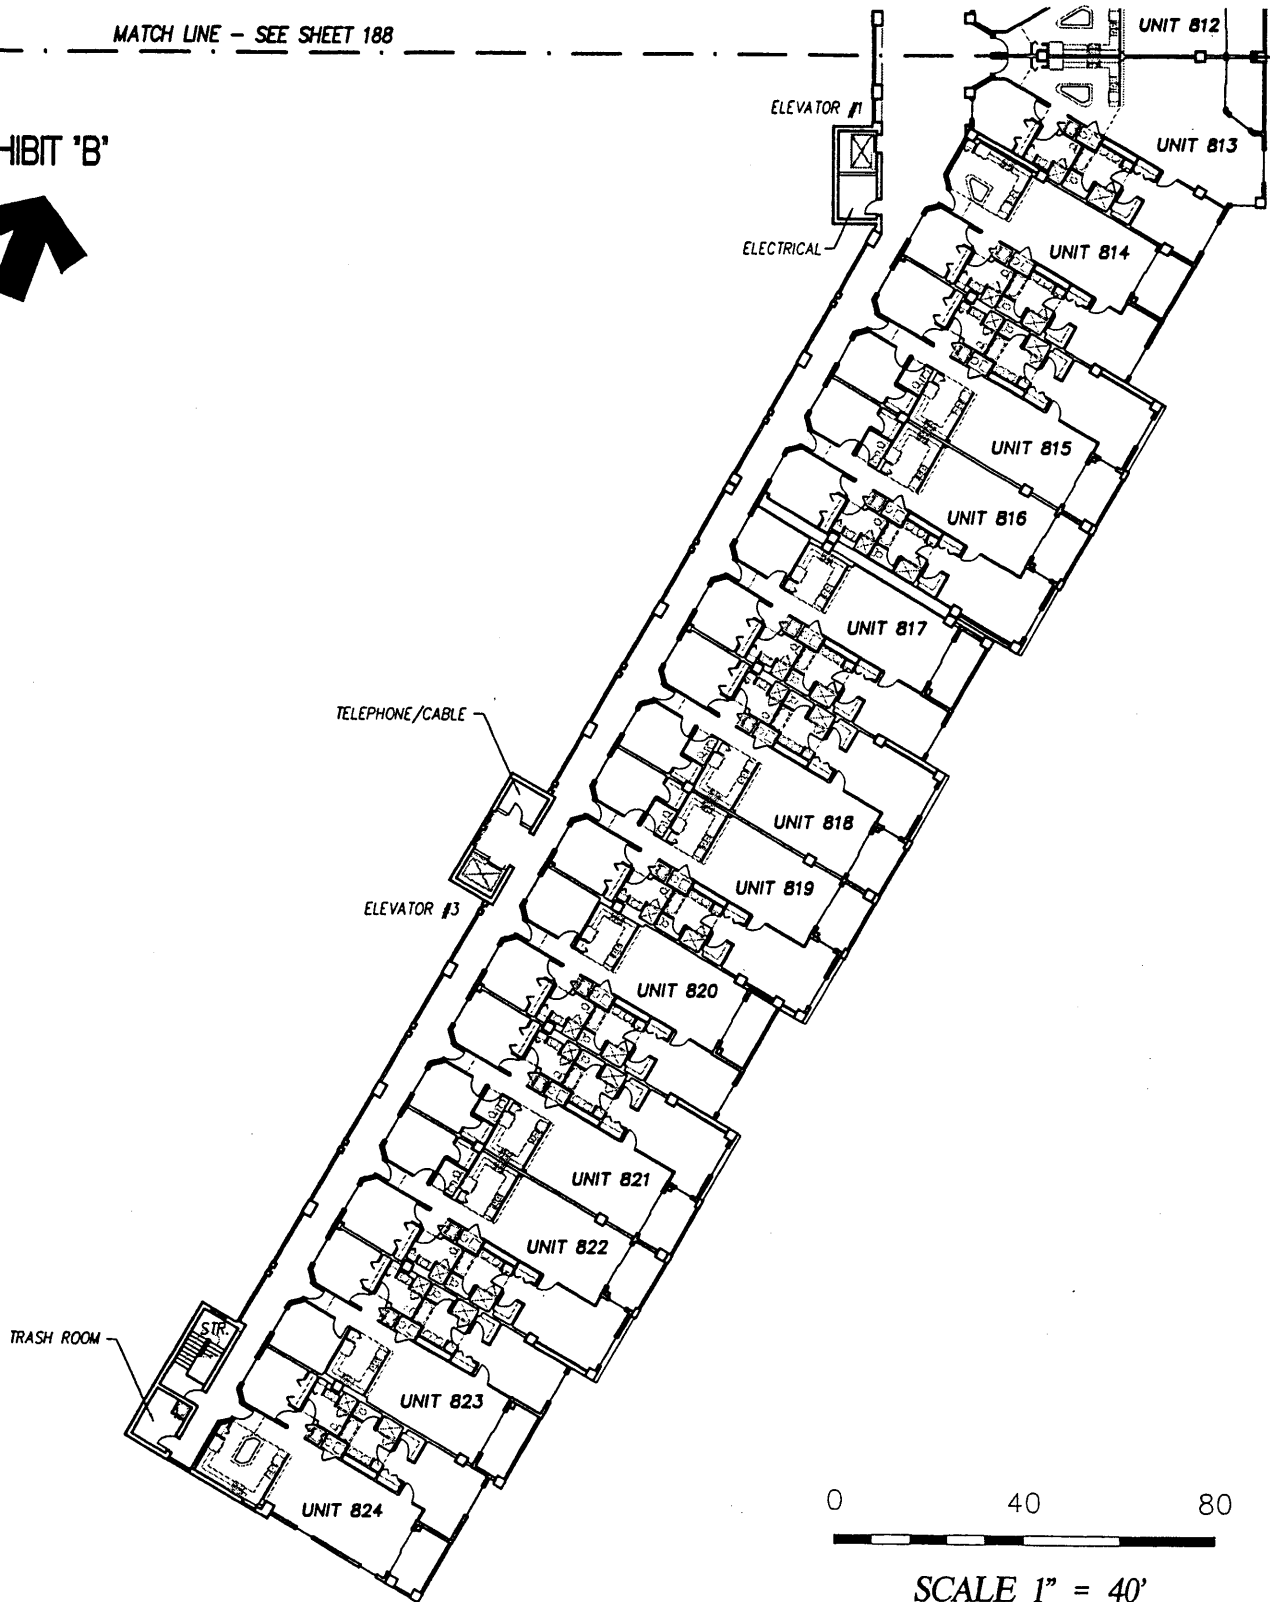 MATCH LINE - SEE SHEET 188
UNIT 812
ELEVATOR #1
HIBIT "B"
UNIT 813
ELECTRICAL
UNIT 814
UNIT 815
UNIT 816
UNIT 817
TELEPHONE/CABLE
UNIT 818
UNIT 819
ELEVATOR #3
UNIT 820
UNIT 821
UNIT 822
STR.
TRASH ROOM
UNIT 823
UNIT 824
0 40 80
SCALE 1" = 40'